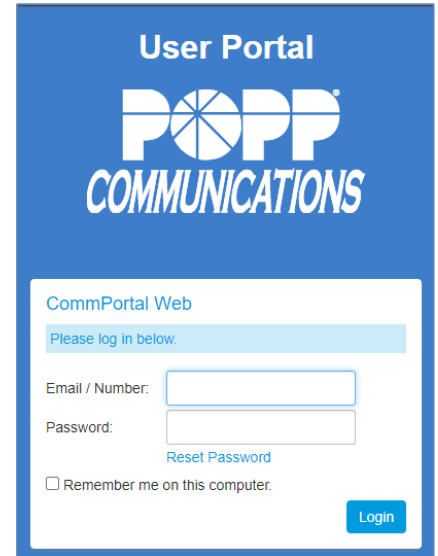 User Portal
POPP®
COMMUNICATIONS
CommPortal Web
Please log in below.
Email / Number:
Password:
Reset Password
Remember me on this computer.
Login